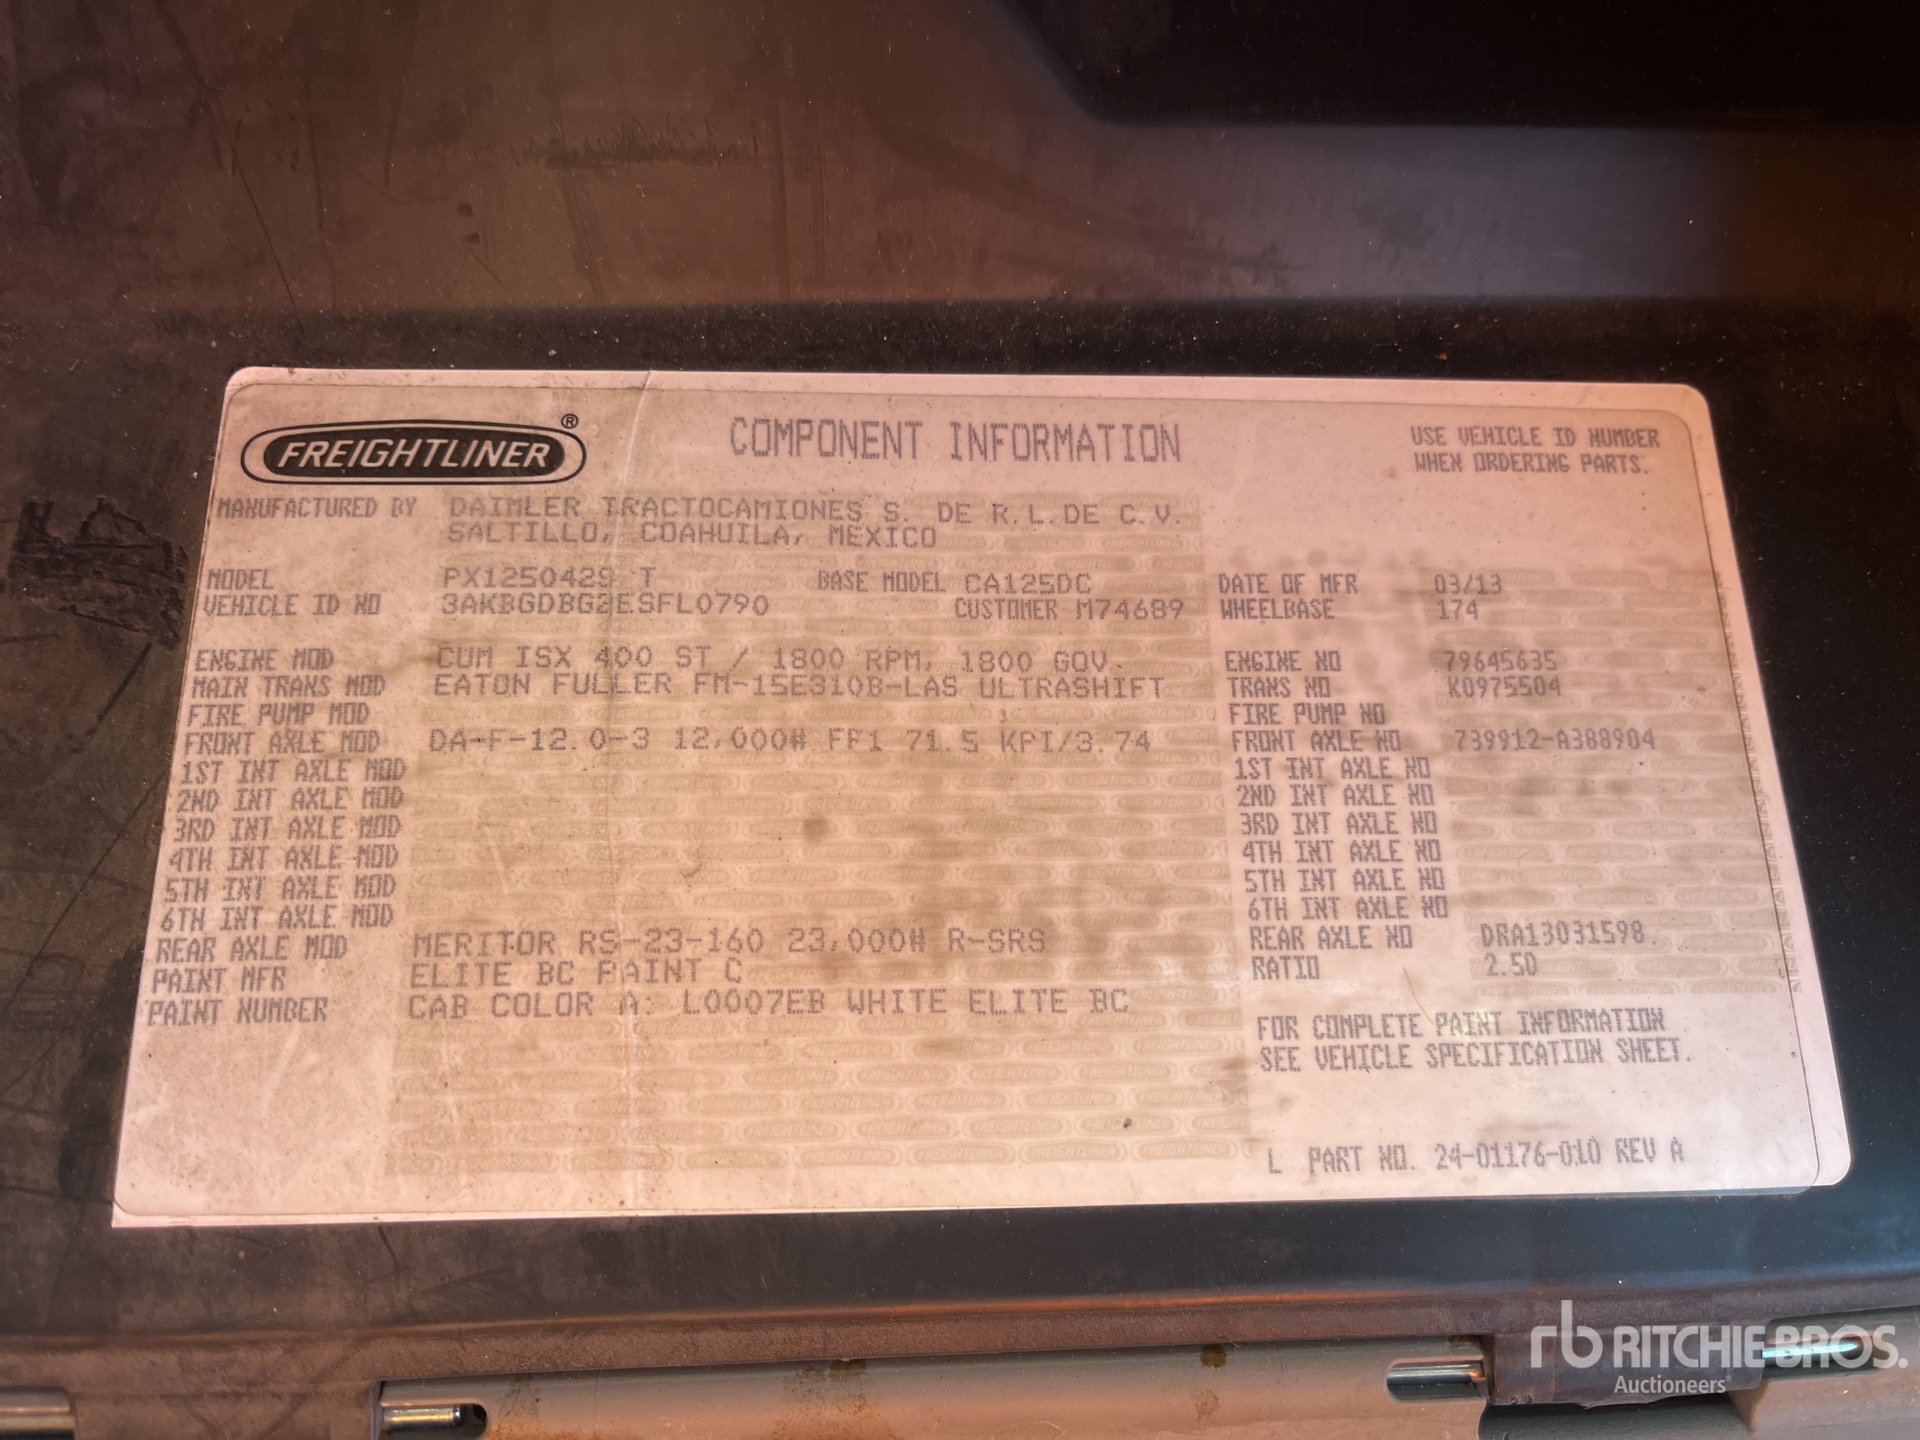 FREIGHTLINER®
COMPONENT INFORMATION
USE VEHICLE ID NUMBER
WHEN ORDERING PARTS.
MANUFACTURED BY DAIMLER TRACTOCAMIONES S. DE R.L.DE C.V.
SALTILLO, COAHUILA, MEXICO
MODEL PX1250429 T BASE MODEL CA125DC DATE OF MFR 03/13
VEHICLE ID NO 3AKBGDBG2ESFL0790 CUSTOMER M74689 WHEELBASE 174
ENGINE MOD CUM ISX 400 ST / 1800 RPM, 1800 GOV. ENGINE NO 79645635
MAIN TRANS MOD EATON FULLER FM-15E310B-LAS ULTRASHIFT TRANS NO K0975504
FIRE PUMP MOD FIRE PUMP NO
FRONT AXLE MOD DA-F-12.0-3 12,000# FF1 71.5 KPI/3.74 FRONT AXLE NO 739912-A388904
1ST INT AXLE MOD 1ST INT AXLE NO
2ND INT AXLE MOD 2ND INT AXLE NO
3RD INT AXLE MOD 3RD INT AXLE NO
4TH INT AXLE MOD 4TH INT AXLE NO
5TH INT AXLE MOD 5TH INT AXLE NO
6TH INT AXLE MOD 6TH INT AXLE NO
REAR AXLE MOD MERITOR RS-23-160 23,000# R-SRS REAR AXLE NO DRA13031598
PAINT MFR ELITE BC PAINT C RATIO 2.50
PAINT NUMBER CAB COLOR A: L0007EB WHITE ELITE BC
FOR COMPLETE PAINT INFORMATION
SEE VEHICLE SPECIFICATION SHEET.
L PART NO. 24-01176-010 REV A
rb RITCHIE BROS.
Auctioneers